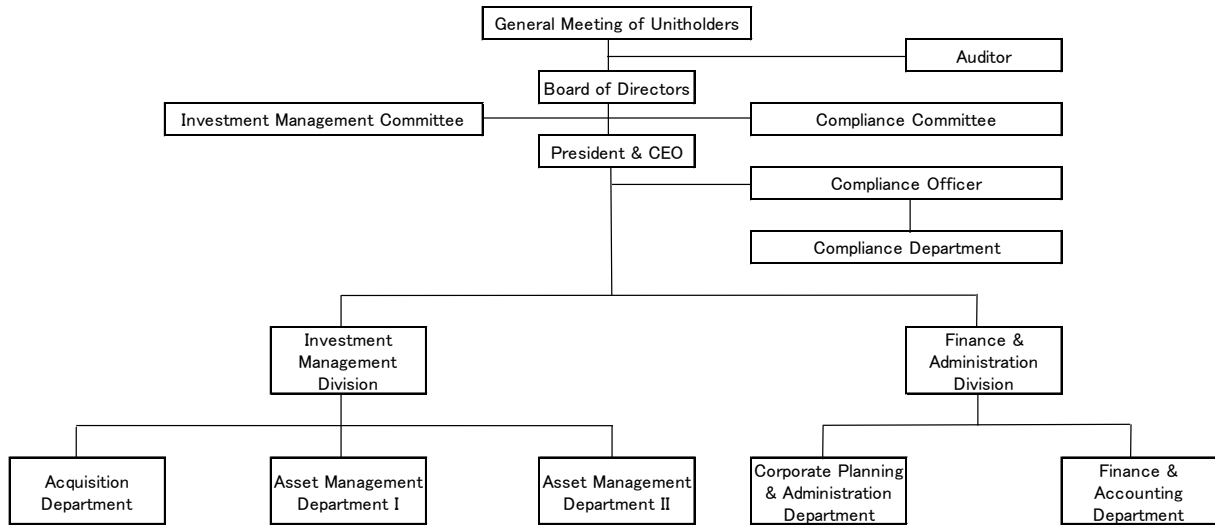 General Meeting of Unitholders
Auditor
Board of Directors
Investment Management Committee
Compliance Committee
President & CEO
Compliance Officer
Compliance Department
Investment
Management
Division
Finance &
Administration
Division
Acquisition
Department
Asset Management
Department I
Asset Management
Department II
Corporate Planning
& Administration
Department
Finance &
Accounting
Department